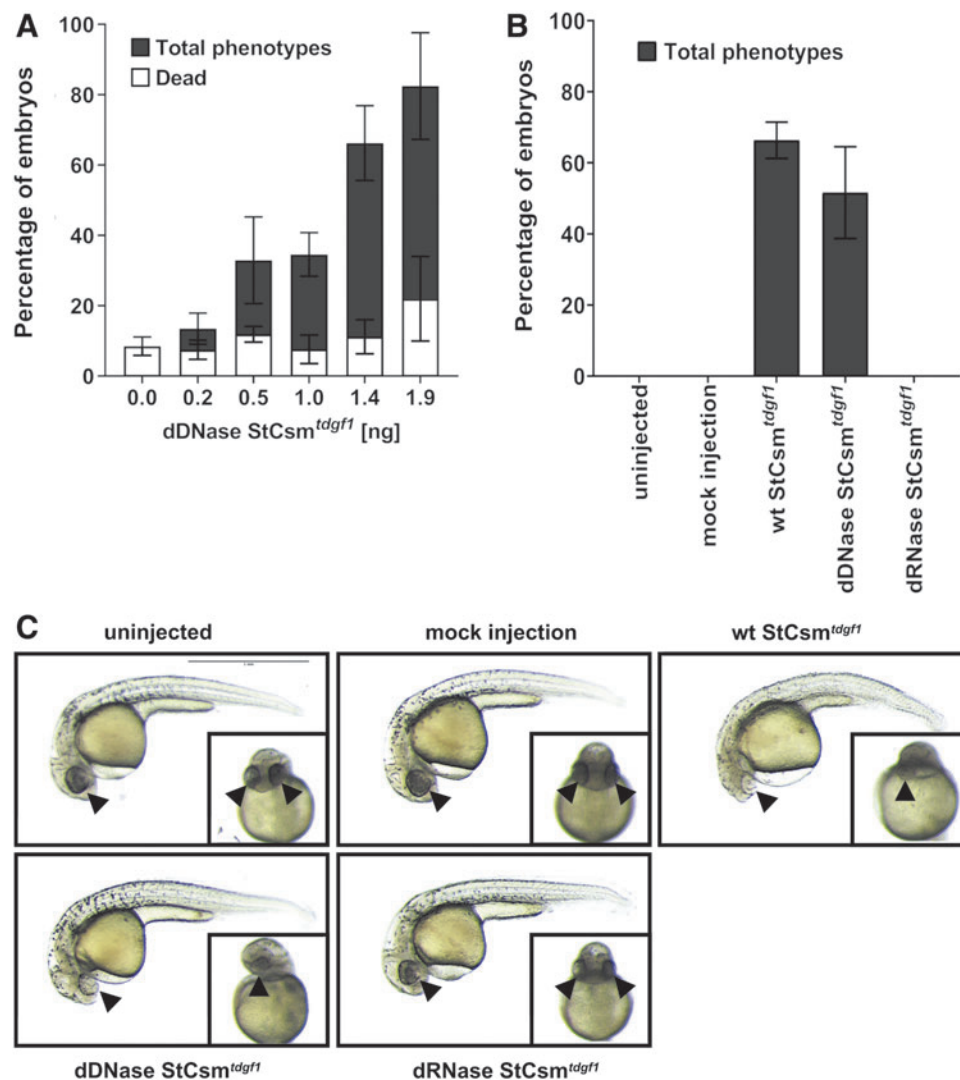 A
Percentage of embryos
100
80
60
40
20
0
Total phenotypes
Dead
0.0 0.2 0.5 1.0 1.4 1.9
dDNase StCsm^tdgf1 [ng]
B
Percentage of embryos
100
80
60
40
20
0
Total phenotypes
uninjected
mock injection
wt StCsm^tdgf1
dDNase StCsm^tdgf1
dRNase StCsm^tdgf1
C
uninjected mock injection wt StCsm^tdgf1
dDNase StCsm^tdgf1 dRNase StCsm^tdgf1